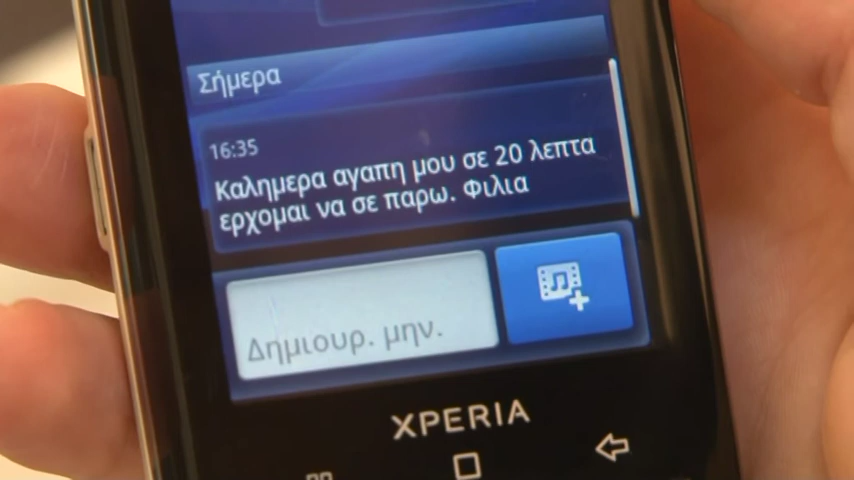 Σήμερα
16:35
Καλημερα αγαπη μου σε 20 λεπτα
ερχομαι να σε παρω. Φιλια
Δημιουρ. μην.
XPERIA